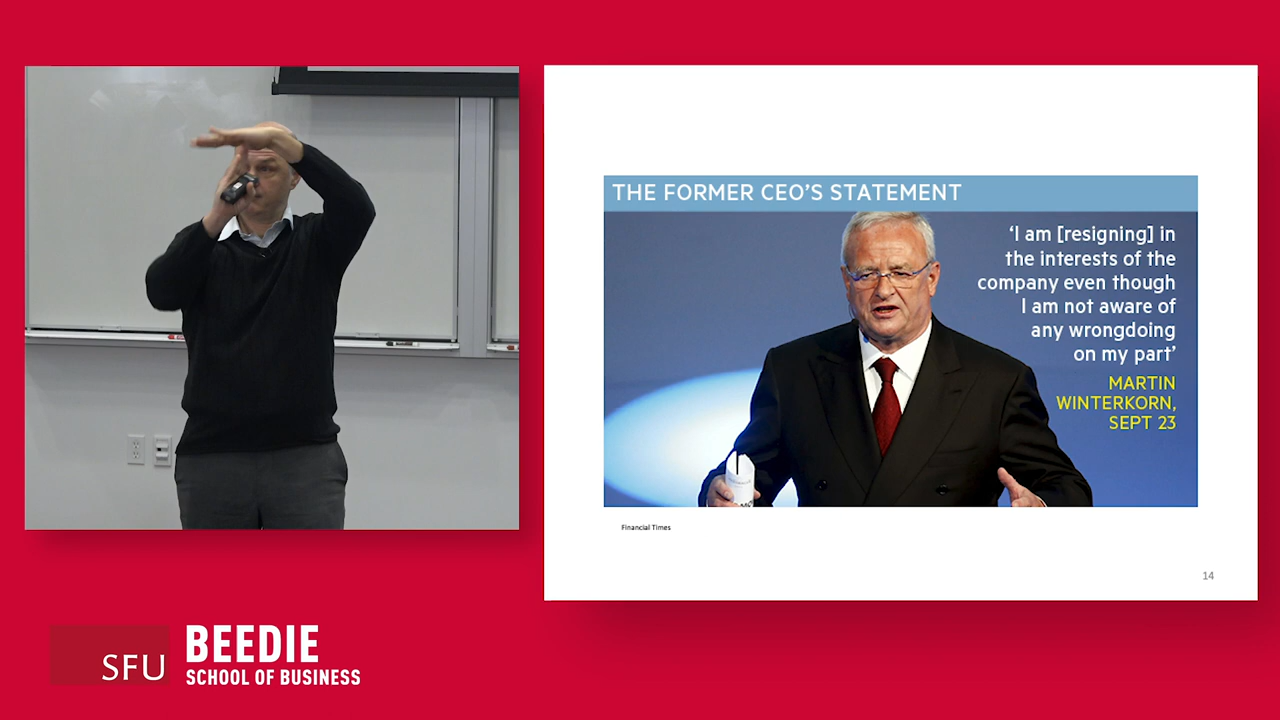 THE FORMER CEO'S STATEMENT
‘I am [resigning] in
the interests of the
company even though
I am not aware of
any wrongdoing
on my part’
MARTIN
WINTERKORN,
SEPT 23
Financial Times
14
SFU
BEEDIE
SCHOOL OF BUSINESS